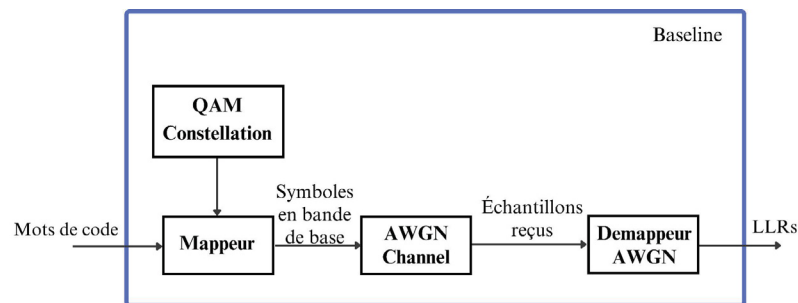 Baseline
QAM
Constellation
Mots de code
Mappeur
Symboles
en bande
de base
AWGN
Channel
Échantillons
reçus
Demappeur
AWGN
LLRs